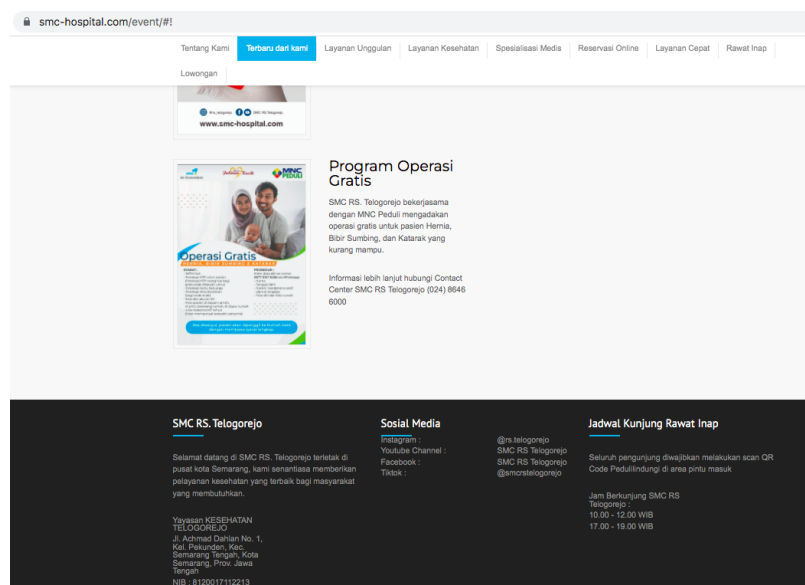 smc-hospital.com/event/#!
Tentang Kami
Terbaru dari kami
Layanan Unggulan
Layanan Kesehatan
Spesialisasi Medis
Reservasi Online
Layanan Cepat
Rawat Inap
Lowongan
www.smc-hospital.com
MNC
PEDULI
Operasi Gratis
Program Operasi
Gratis
SMC RS. Telogorejo bekerjasama
dengan MNC Peduli mengadakan
operasi gratis untuk pasien Hernia,
Bibir Sumbing, dan Katarak yang
kurang mampu.
Informasi lebih lanjut hubungi Contact
Center SMC RS Telogorejo (024) 8646
6000
SMC RS. Telogorejo
Selamat datang di SMC RS. Telogorejo terletak di
pusat kota Semarang, kami senantiasa memberikan
pelayanan kesehatan yang terbaik bagi masyarakat
yang membutuhkan.
Yayasan KESEHATAN
TELOGOREJO
Jl. Achmad Dahlan No. 1,
Kel. Pekunden, Kec.
Semarang Tengah, Kota
Semarang, Prov. Jawa
Tengah
NIB : 8120017112213
Sosial Media
Instagram : @rs.telogorejo
Youtube Channel : SMC RS Telogorejo
Facebook : SMC RS Telogorejo
Tiktok : @smcrstelogorejo
Jadwal Kunjung Rawat Inap
Seluruh pengunjung diwajibkan melakukan scan QR
Code Pedulilindungi di area pintu masuk
Jam Berkunjung SMC RS
Telogorejo :
10.00 - 12.00 WIB
17.00 - 19.00 WIB